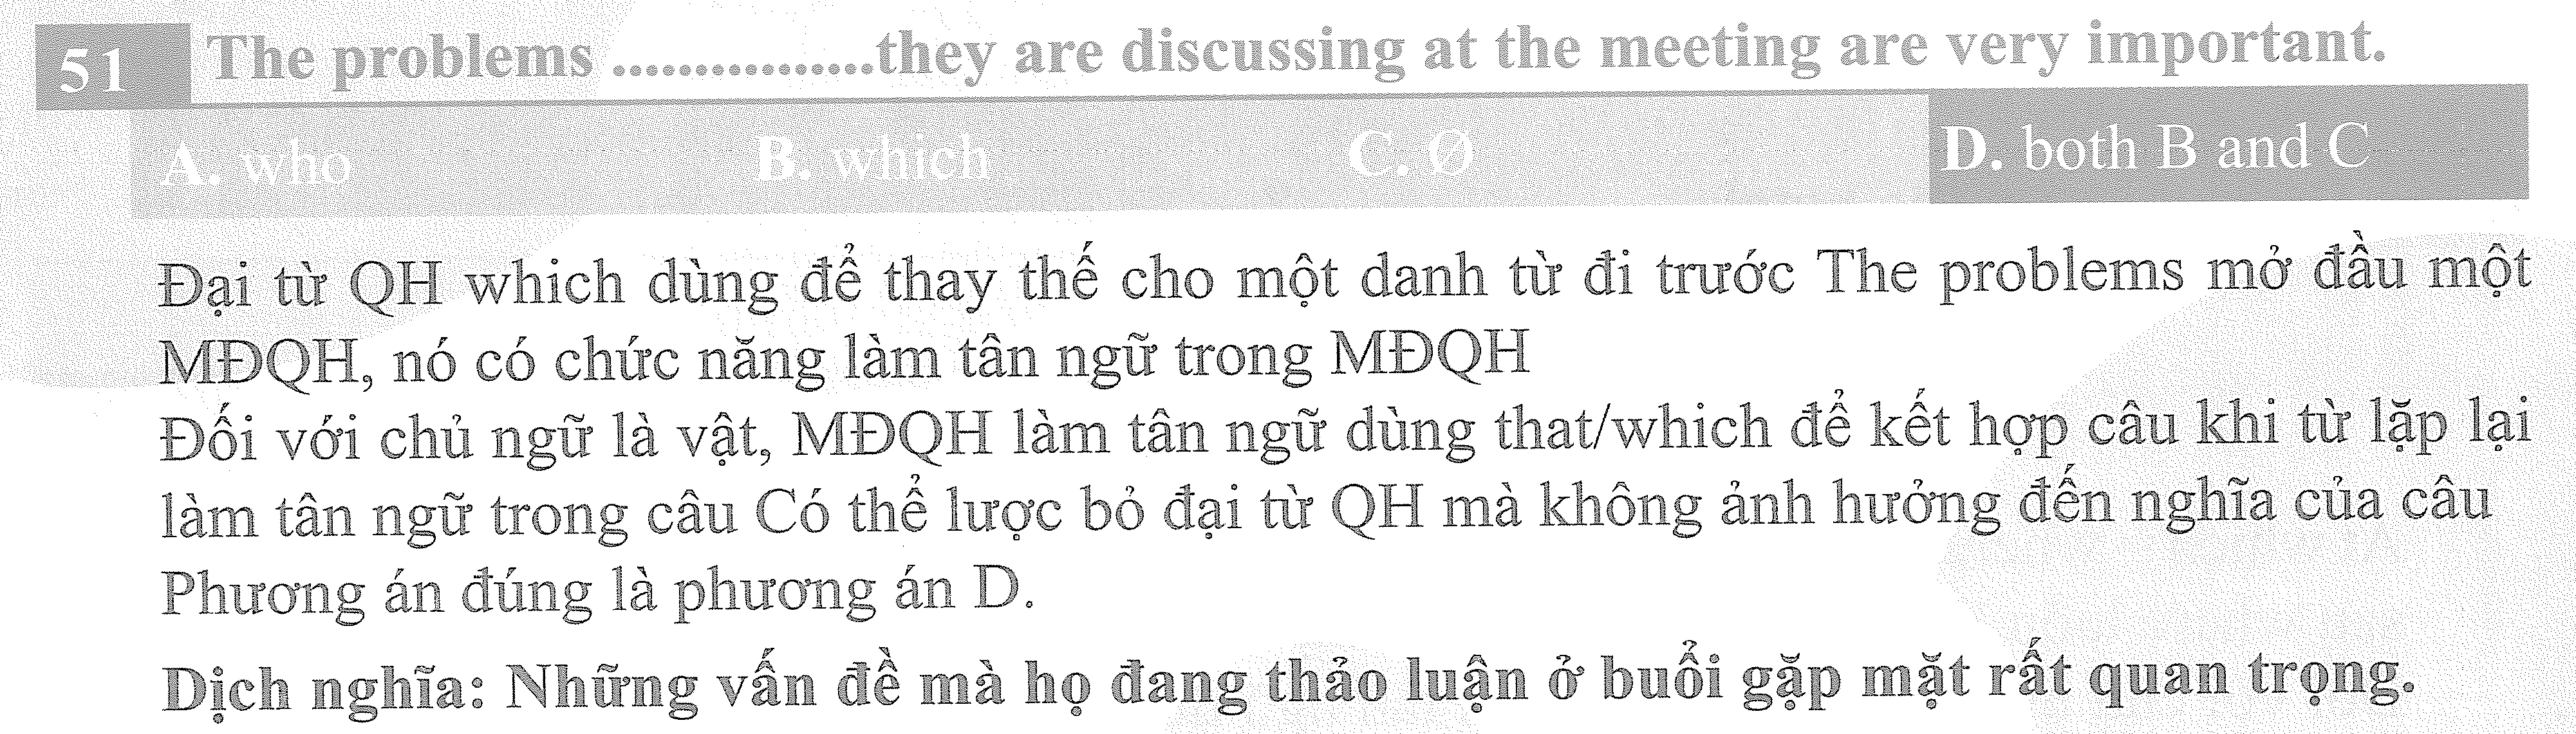 51 The problems ................they are discussing at the meeting are very important.
A. who B. which C. Ø D. both B and C
Đại từ QH which dùng để thay thế cho một danh từ đi trước The problems mở đầu một
MĐQH, nó có chức năng làm tân ngữ trong MĐQH
Đối với chủ ngữ là vật, MĐQH làm tân ngữ dùng that/which để kết hợp câu khi từ lặp lại
làm tân ngữ trong câu Có thể lược bỏ đại từ QH mà không ảnh hưởng đến nghĩa của câu
Phương án đúng là phương án D.
Dịch nghĩa: Những vấn đề mà họ đang thảo luận ở buổi gặp mặt rất quan trọng.